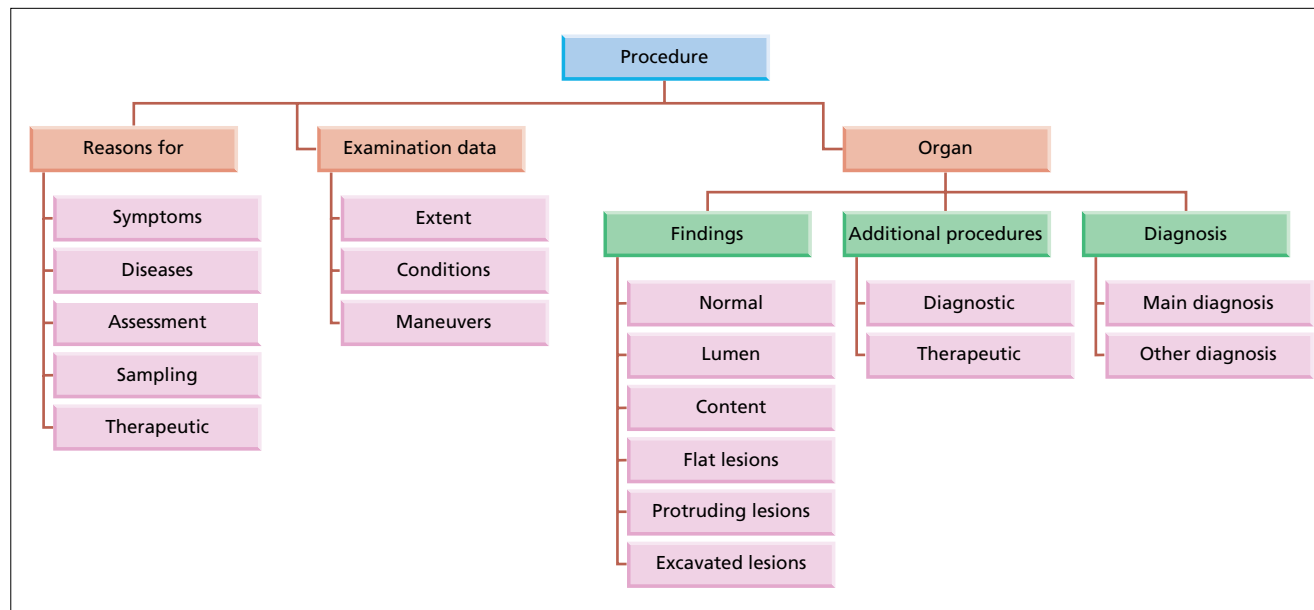 Procedure
Reasons for
Examination data
Organ
Symptoms
Diseases
Assessment
Sampling
Therapeutic
Extent
Conditions
Maneuvers
Findings
Additional procedures
Diagnosis
Normal
Lumen
Content
Flat lesions
Protruding lesions
Excavated lesions
Diagnostic
Therapeutic
Main diagnosis
Other diagnosis